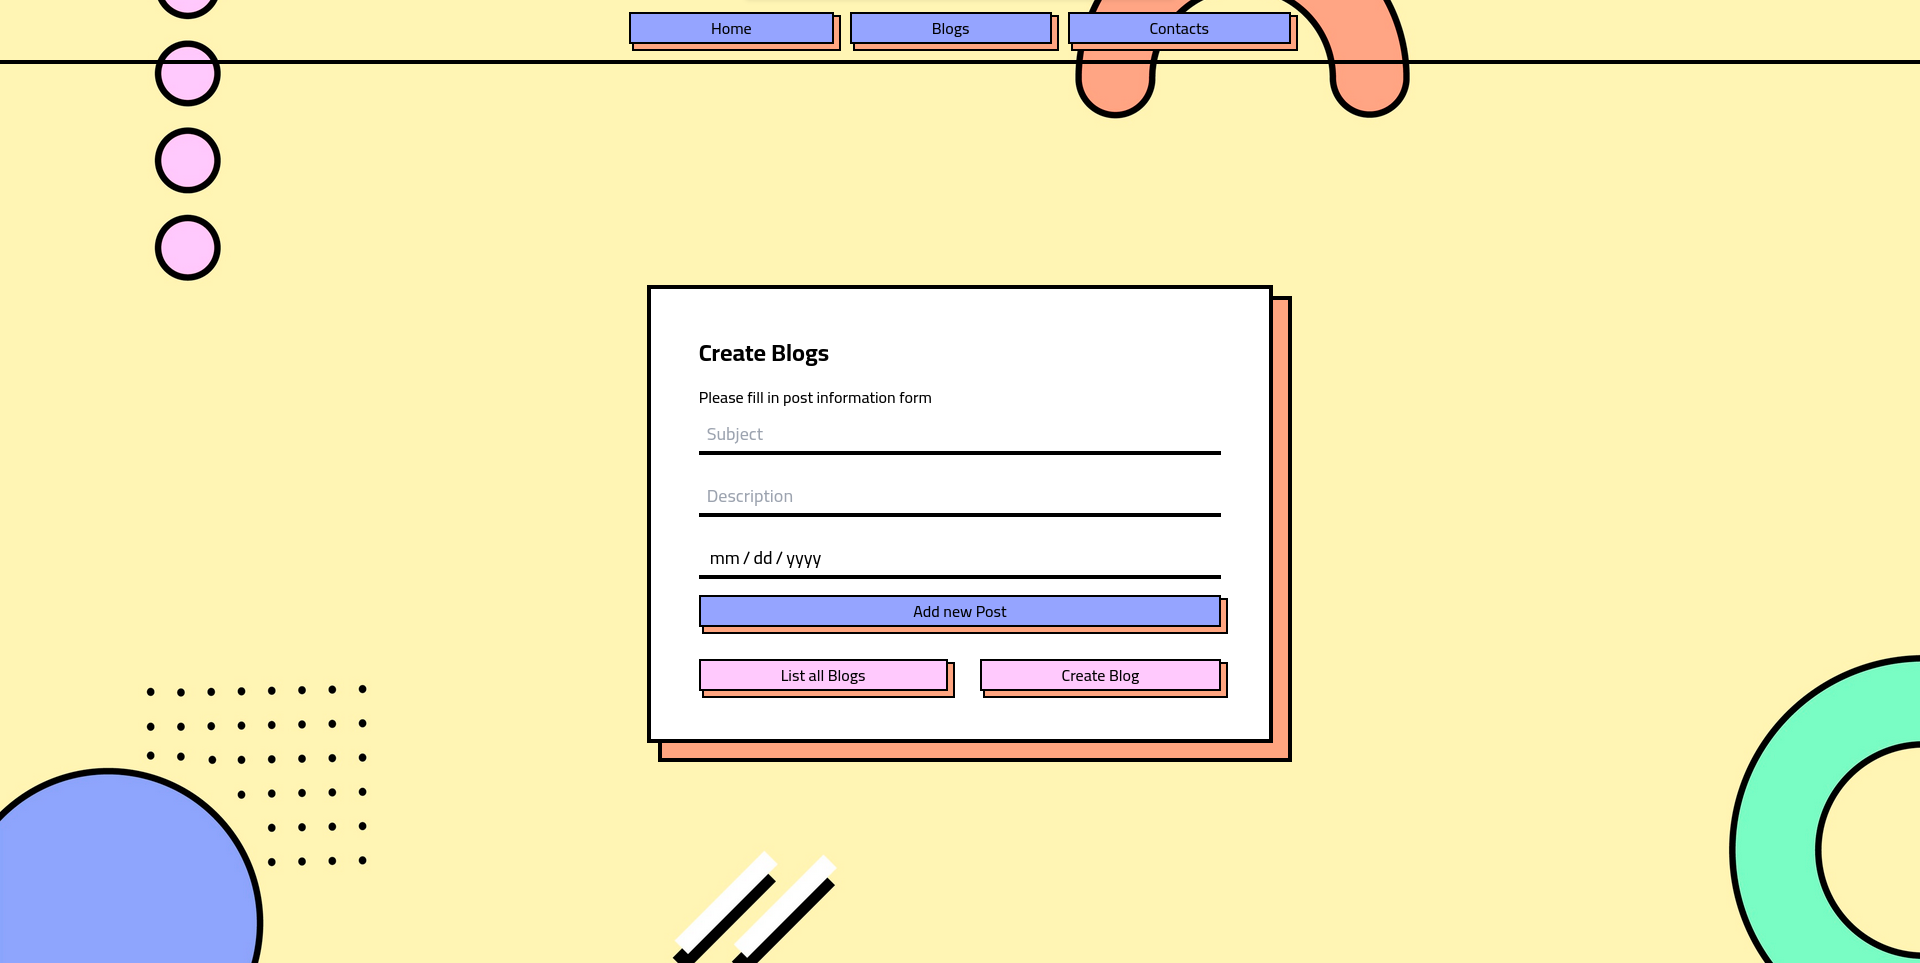 Home
Blogs
Contacts
Create Blogs
Please fill in post information form
Subject
Description
mm / dd / yyyy
Add new Post
List all Blogs
Create Blog